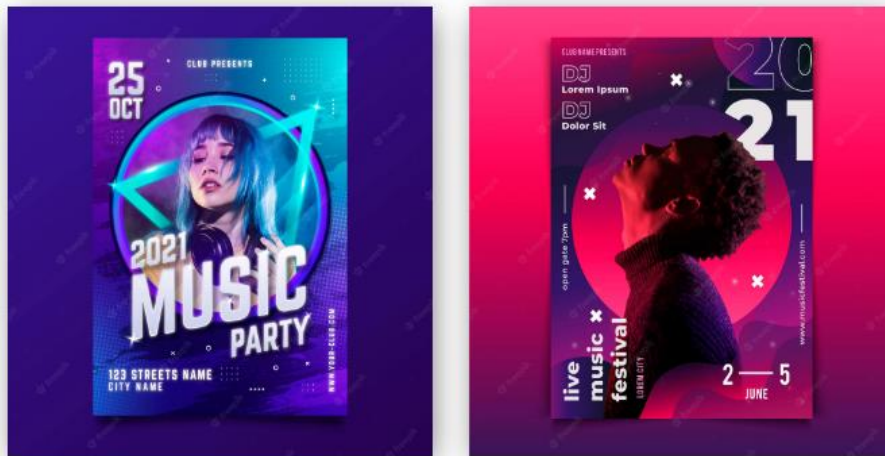 25
OCT
CLUB PRESENTS
2021
MUSIC
PARTY
123 STREETS NAME
CITY NAME
WWW.YOUR-CLUB.COM
CLUB NAME PRESENTS
DJ
Lorem Ipsum
DJ
Dolor Sit
20
21
open gate 7pm
www.musicfestival.com
live
music
festival
LOREM CITY
2 — 5
JUNE